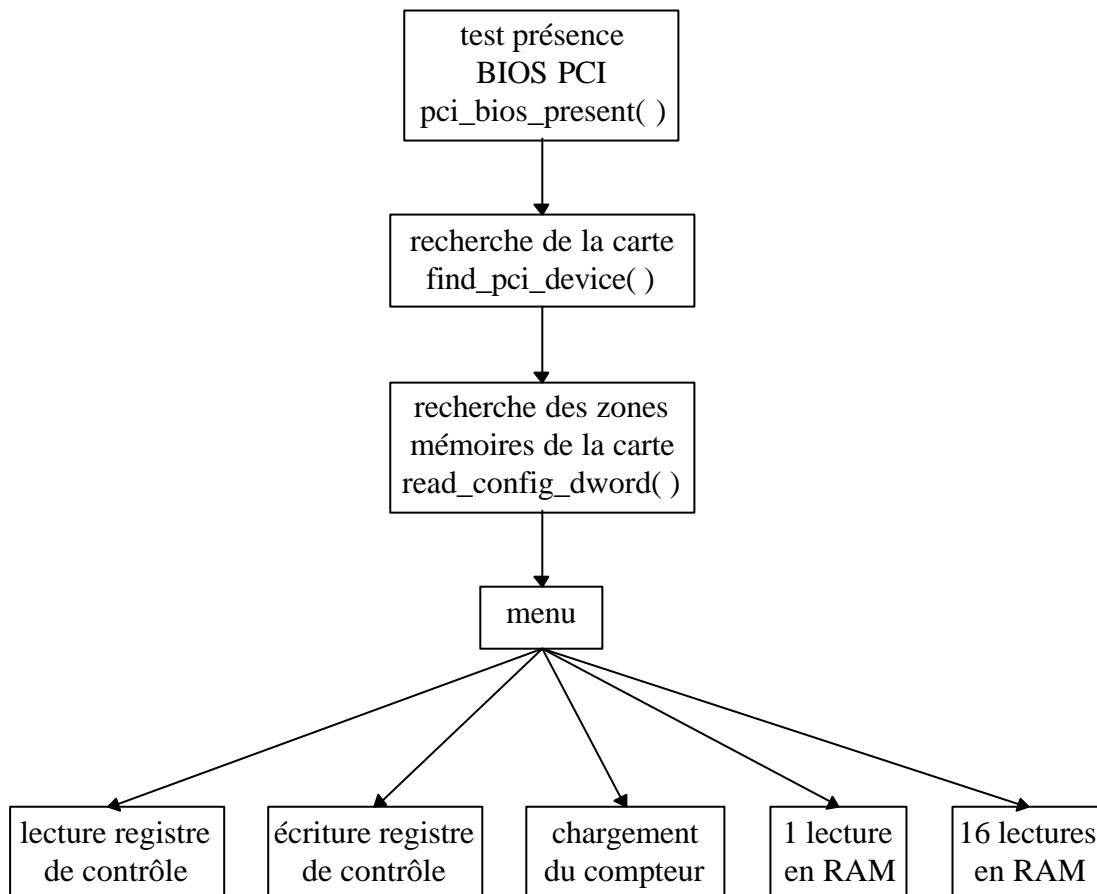 test présence
BIOS PCI
pci_bios_present( )
recherche de la carte
find_pci_device( )
recherche des zones
mémoires de la carte
read_config_dword( )
menu
lecture registre
de contrôle
écriture registre
de contrôle
chargement
du compteur
1 lecture
en RAM
16 lectures
en RAM